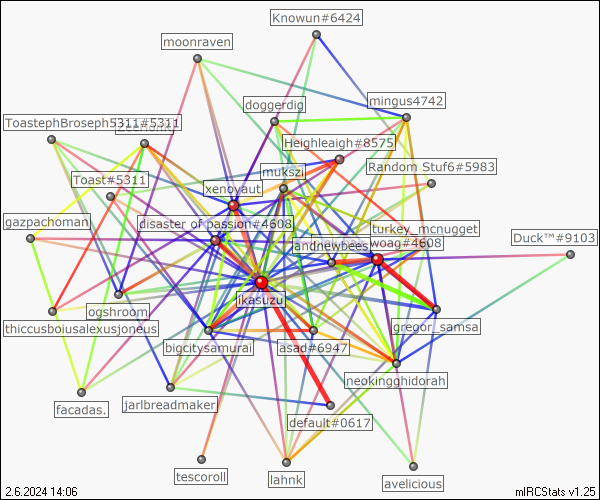 Knowun#6424
moonraven
mingus4742
doggerdig
ToastephBroseph5311#5311
Heighleaigh#8575
Random Stuf6#5983
mukszi
Toast#5311
xenoyaut
gazpachoman
disaster of passion#4608
turkey_mcnugget
Duck™#9103
andnewbees
woag#4608
ikasuzu
ogshroom
thiccusboiusalexusjoneus
gregor_samsa
bigcitysamurai
asad#6947
neokingghidorah
facadas.
jarlbreadmaker
default#0617
tescoroll
lahnk
avelicious
2.6.2024 14:06
mIRCStats v1.25